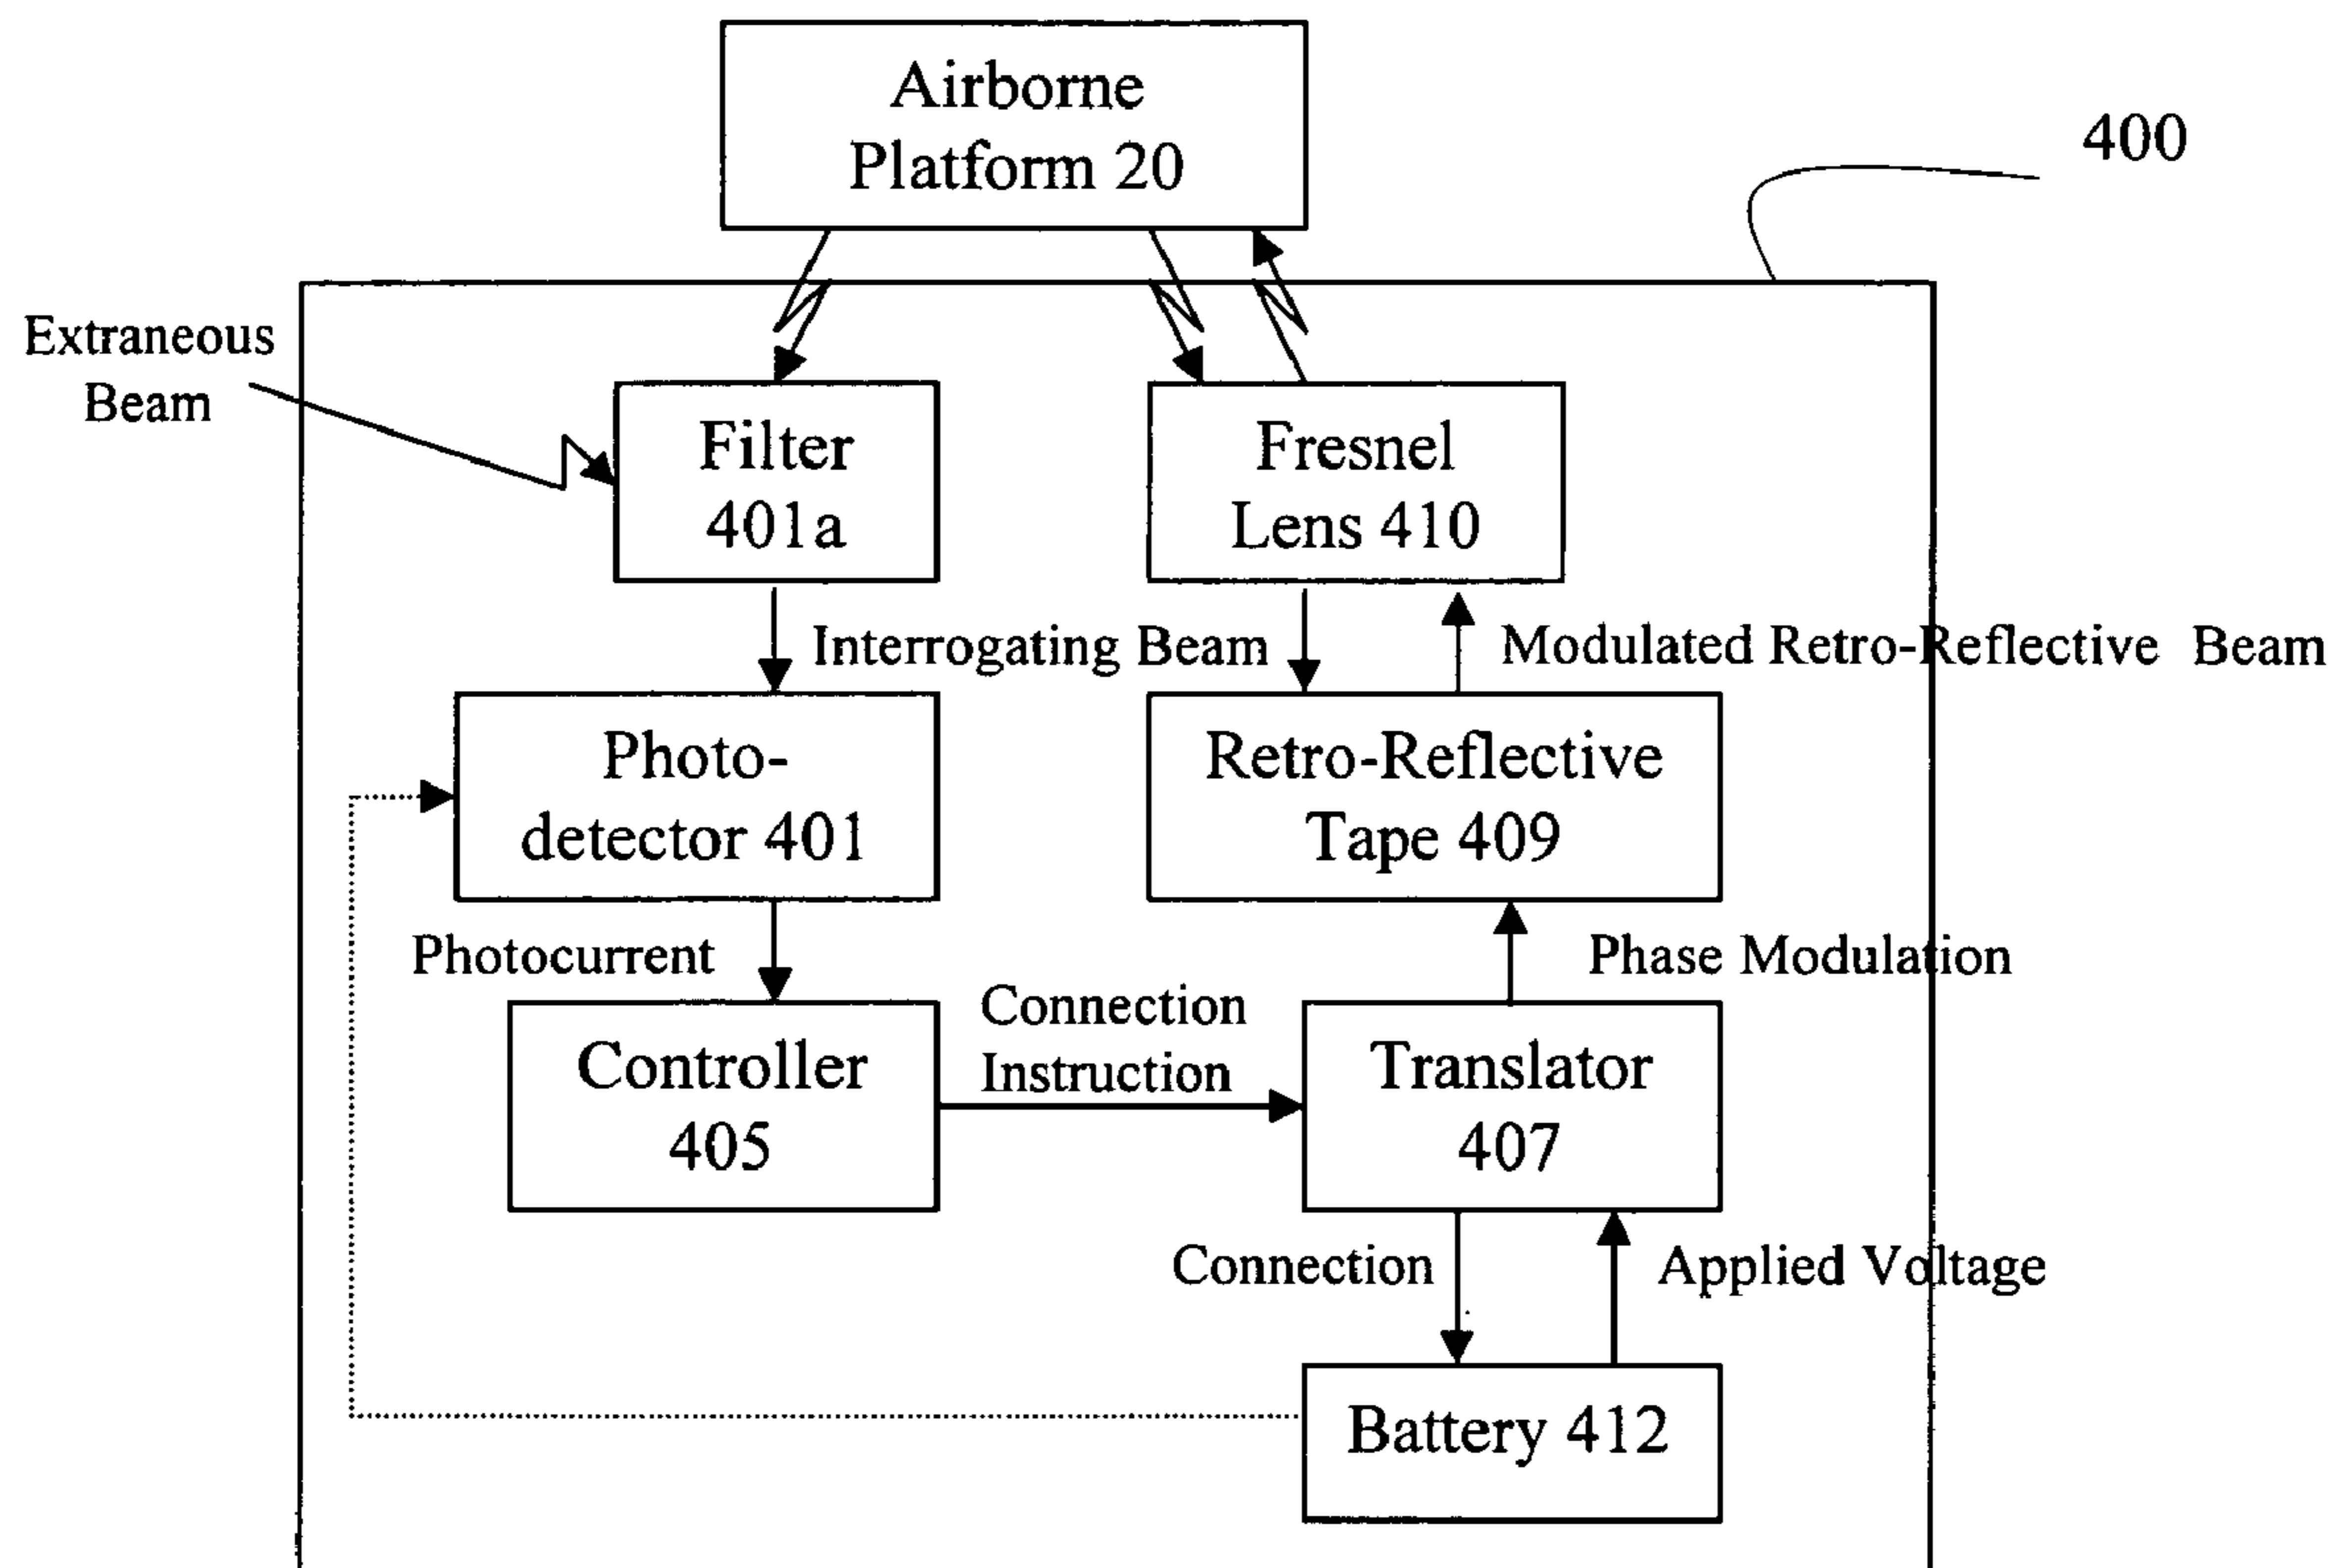 Airborne
Platform 20
400
Extraneous
Beam
Filter
401a
Fresnel
Lens 410
Interrogating Beam
Modulated Retro-Reflective Beam
Photo-
detector 401
Retro-Reflective
Tape 409
Photocurrent
Phase Modulation
Connection
Instruction
Controller
405
Translator
407
Connection
Applied Voltage
Battery 412